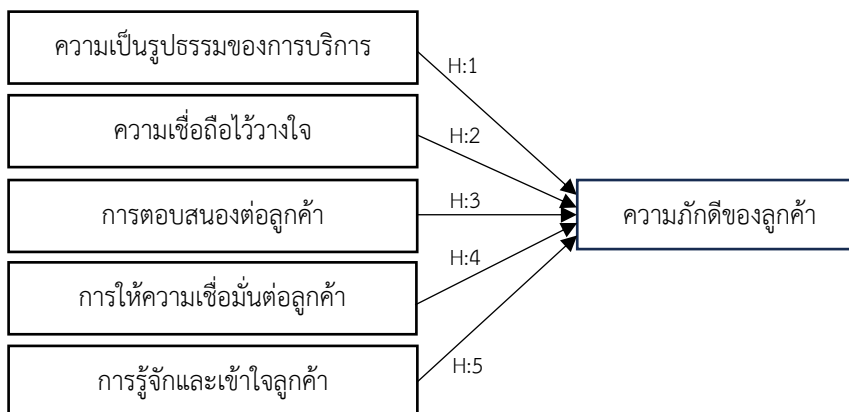 ความเป็นรูปธรรมของการบริการ
H:1
ความเชื่อถือไว้วางใจ
H:2
การตอบสนองต่อลูกค้า
H:3
ความภักดีของลูกค้า
การให้ความเชื่อมั่นต่อลูกค้า
H:4
การรู้จักและเข้าใจลูกค้า
H:5